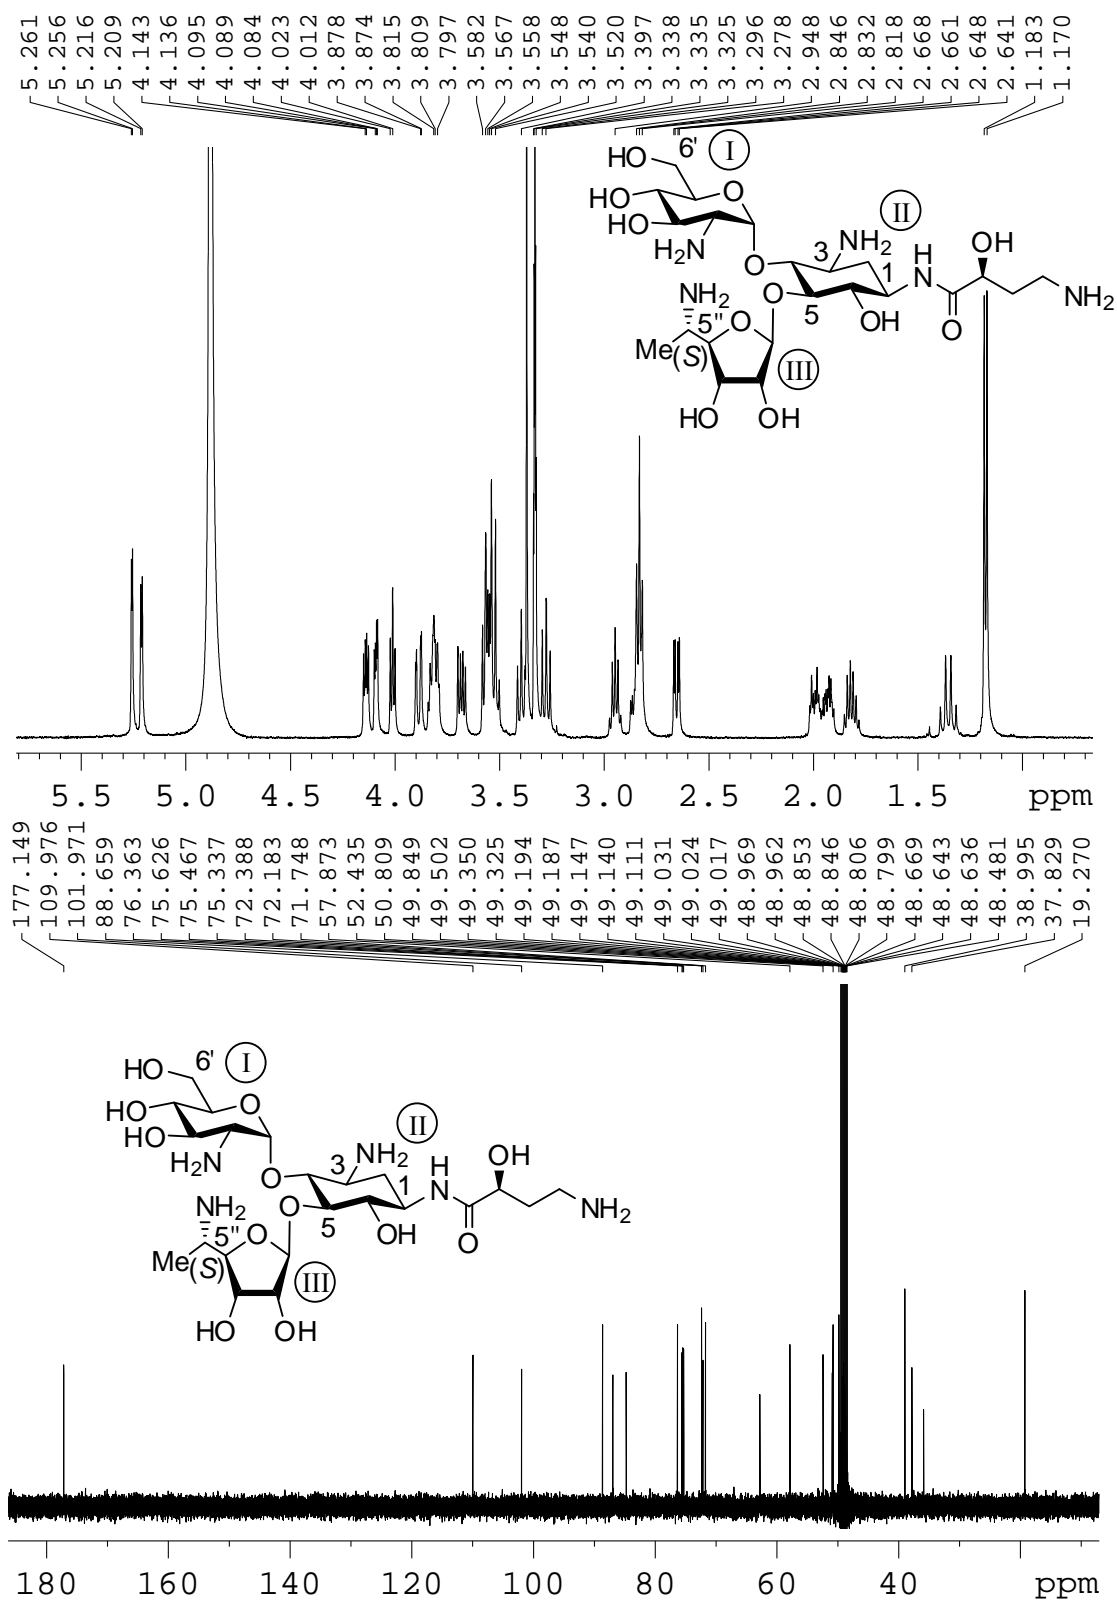 5.261 5.256 5.216 5.209 4.143 4.136 4.095 4.089 4.084 4.023 4.012 3.878 3.874 3.815 3.809 3.797 3.582 3.567 3.558 3.548 3.540 3.520 3.397 3.338 3.335 3.296 3.278 2.948 2.846 2.832 2.818 2.668 2.661 2.648 2.641 1.183 1.170
HO 6' I
HO O
HO
H2N
O
3 NH2 II
1 H N OH
NH2
O
O
5
OH
NH2
5'' O
Me (S)
III
HO OH
5.5 5.0 4.5 4.0 3.5 3.0 2.5 2.0 1.5 ppm
177.149 109.976 101.971 88.659 76.363 75.626 75.467 75.337 72.388 72.183 71.748 57.873 52.435 50.809 49.849 49.502 49.350 49.325 49.194 49.187 49.147 49.140 49.111 49.031 49.024 49.017 48.969 48.962 48.853 48.846 48.806 48.799 48.669 48.643 48.636 48.481 38.995 37.829 19.270
HO 6' I
HO O
HO
H2N
O
3 NH2 II
1 H N OH
NH2
O
O
5
OH
NH2
5'' O
Me (S)
III
HO OH
180 160 140 120 100 80 60 40 ppm